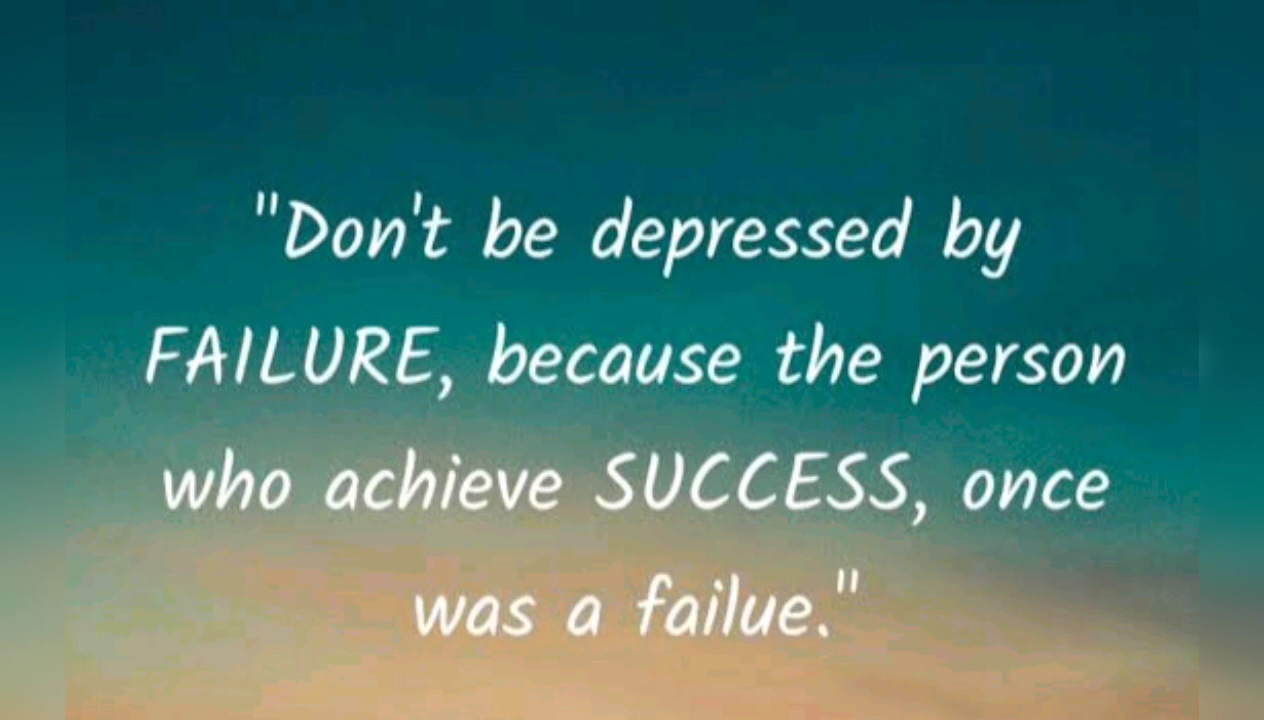 "Don't be depressed by
FAILURE, because the person
who achieve SUCCESS, once
was a failue."